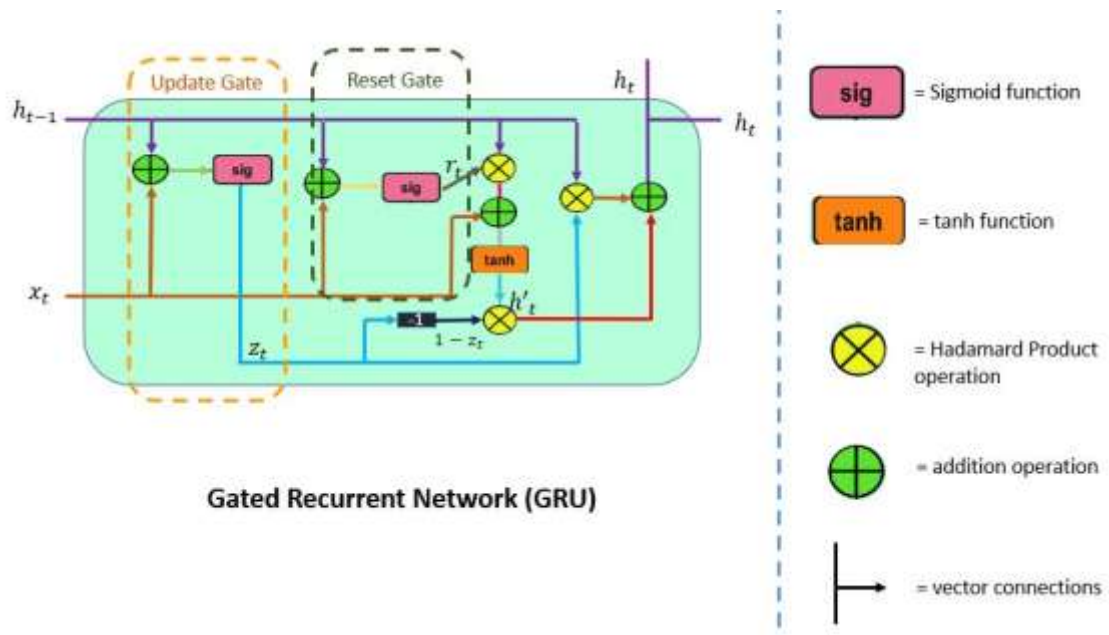 Update Gate
Reset Gate
h_t
h_{t-1}
h_t
sig
r_t
sig
tanh
x_t
h'_t
-1
1 − z_t
z_t
Gated Recurrent Network (GRU)
sig = Sigmoid function
tanh = tanh function
= Hadamard Product
operation
= addition operation
= vector connections